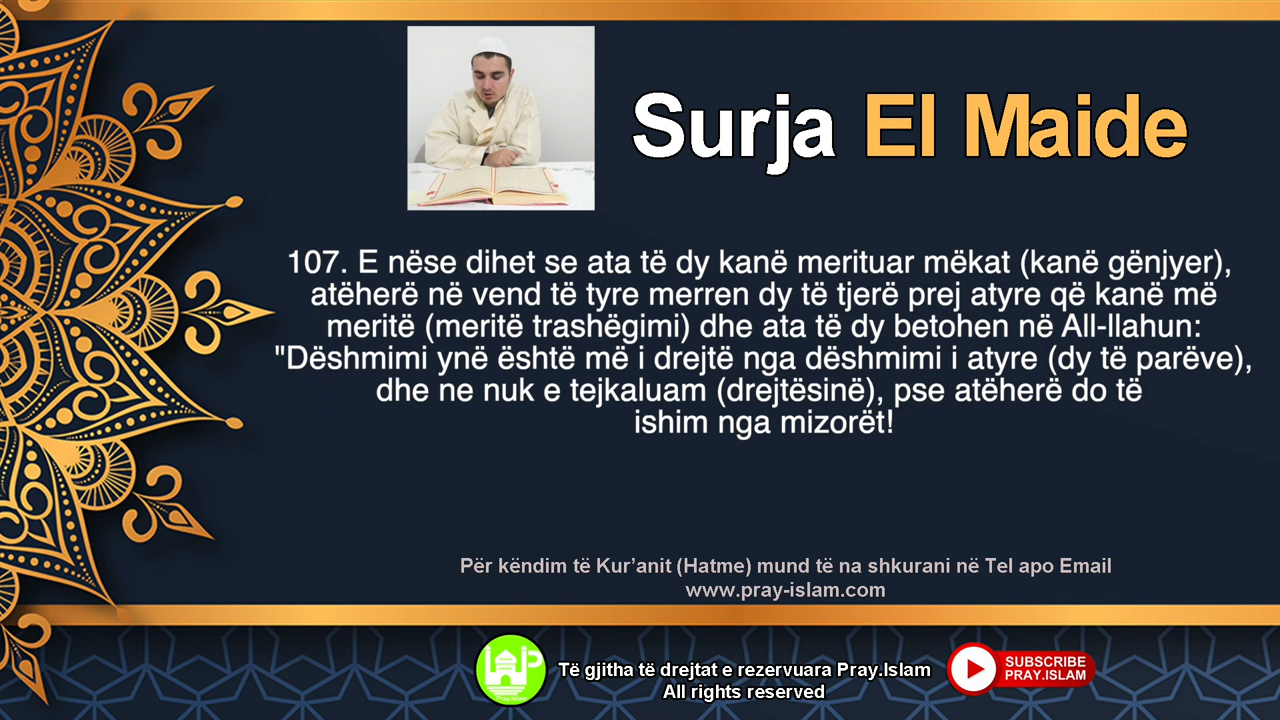 Surja El Maide
107. E nëse dihet se ata të dy kanë merituar mëkat (kanë gënjyer),
atëherë në vend të tyre merren dy të tjerë prej atyre që kanë më
meritë (meritë trashëgimi) dhe ata të dy betohen në All-llahun:
"Dëshmimi ynë është më i drejtë nga dëshmimi i atyre (dy të parëve),
dhe ne nuk e tejkaluam (drejtësinë), pse atëherë do të
ishim nga mizorët!
Për këndim të Kur’anit (Hatme) mund të na shkurani në Tel apo Email
www.pray-islam.com
Pray Islam
Të gjitha të drejtat e rezervuara Pray.Islam
All rights reserved
SUBSCRIBE
PRAY.ISLAM